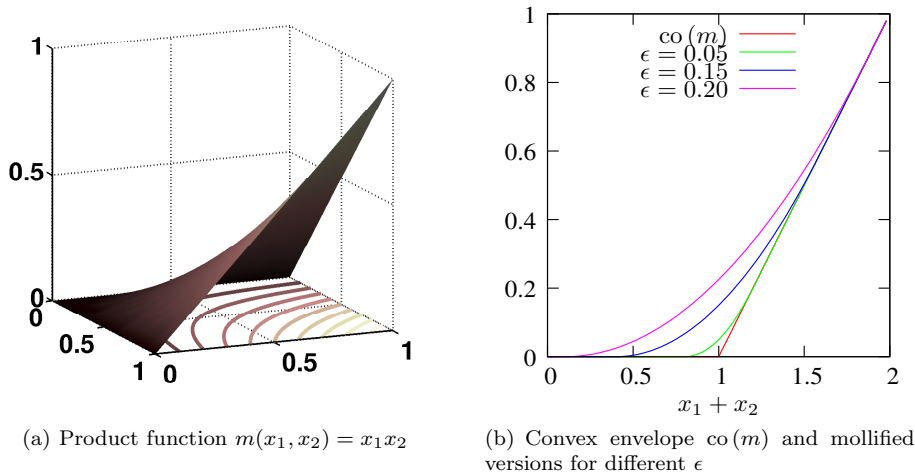 1
0.5
0
0
0.5
1
0
0.5
1
(a) Product function m(x₁, x₂) = x₁x₂
1
0.8
0.6
0.4
0.2
0
co (m)
ϵ = 0.05
ϵ = 0.15
ϵ = 0.20
0
0.5
1
1.5
2
x₁ + x₂
(b) Convex envelope co (m) and mollified
versions for different ϵ